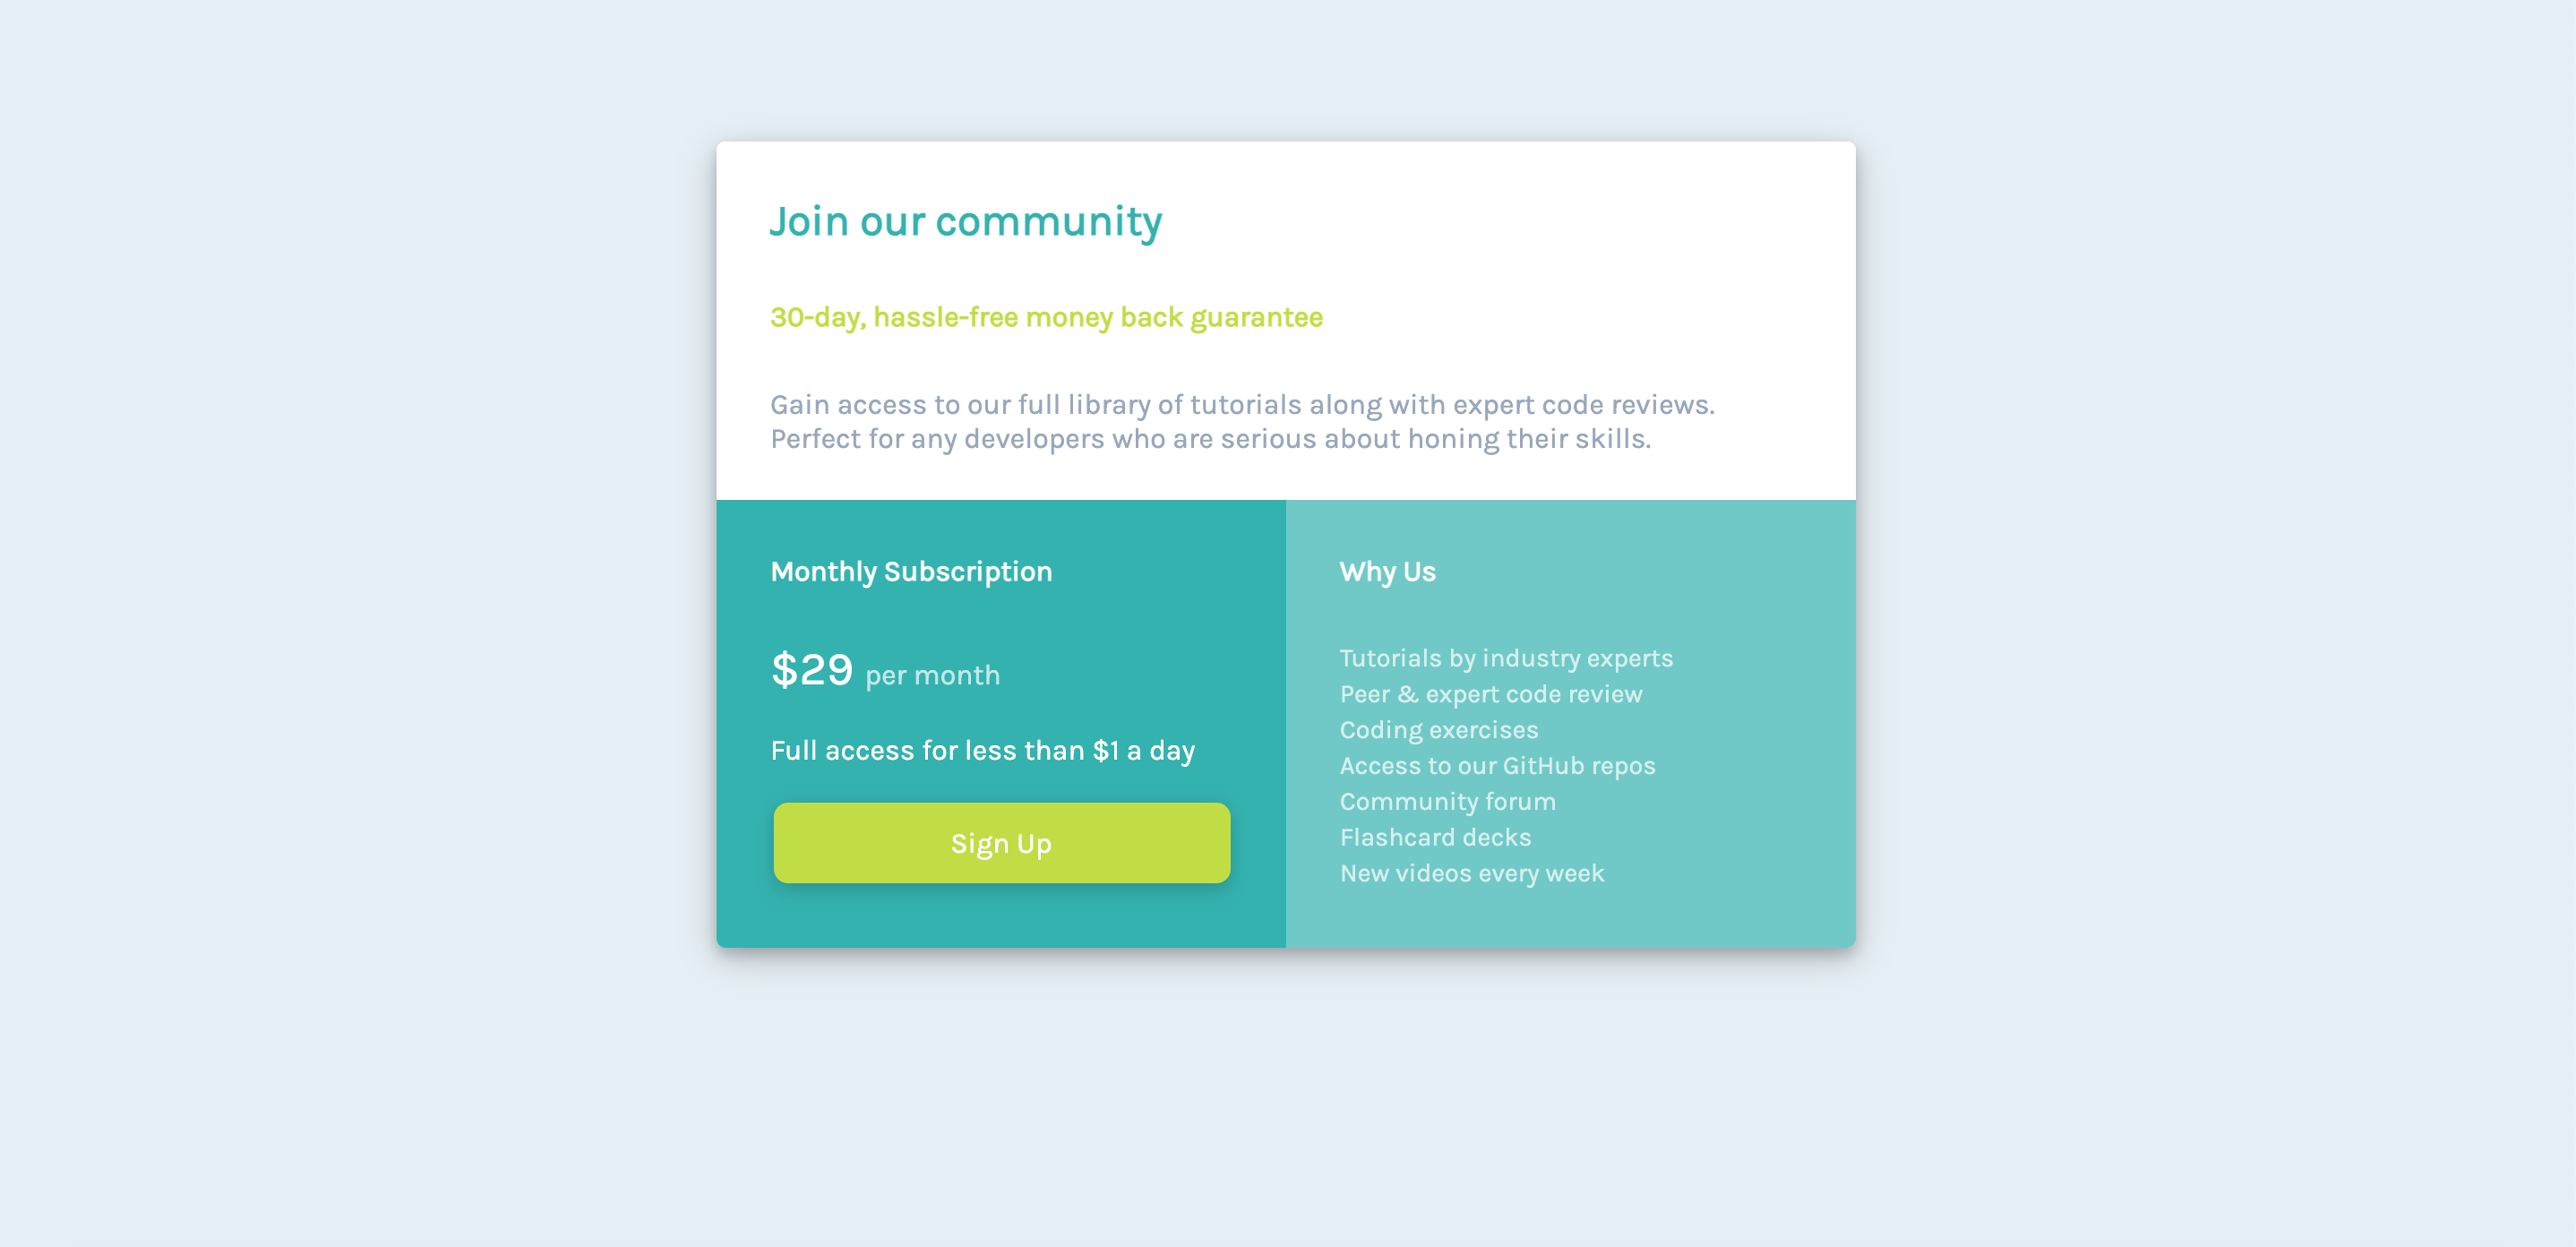 Join our community
30-day, hassle-free money back guarantee
Gain access to our full library of tutorials along with expert code reviews.
Perfect for any developers who are serious about honing their skills.
Monthly Subscription
$29 per month
Full access for less than $1 a day
Sign Up
Why Us
Tutorials by industry experts
Peer & expert code review
Coding exercises
Access to our GitHub repos
Community forum
Flashcard decks
New videos every week